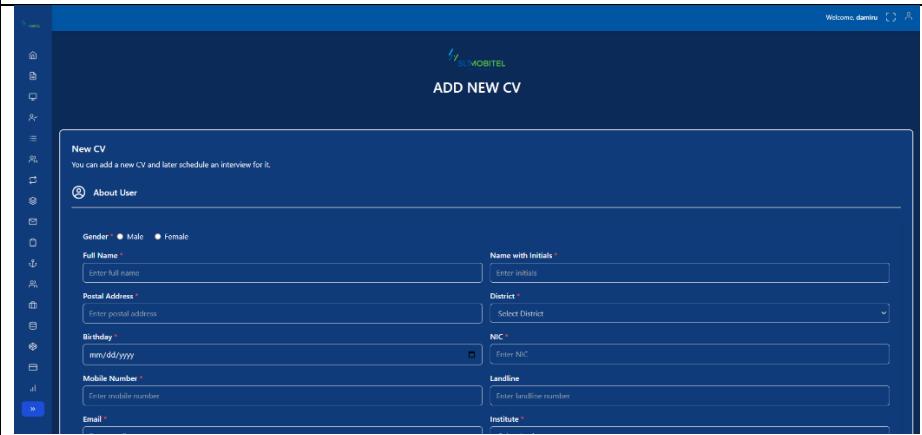 Welcome, damiru
SLTMOBITEL
ADD NEW CV
New CV
You can add a new CV and later schedule an interview for it.
About User
Gender * Male Female
Full Name * Name with Initials *
Enter full name Enter initials
Postal Address * District *
Enter postal address Select District
Birthday * NIC *
mm/dd/yyyy Enter NIC
Mobile Number * Landline
Enter mobile number Enter landline number
Email * Institute *